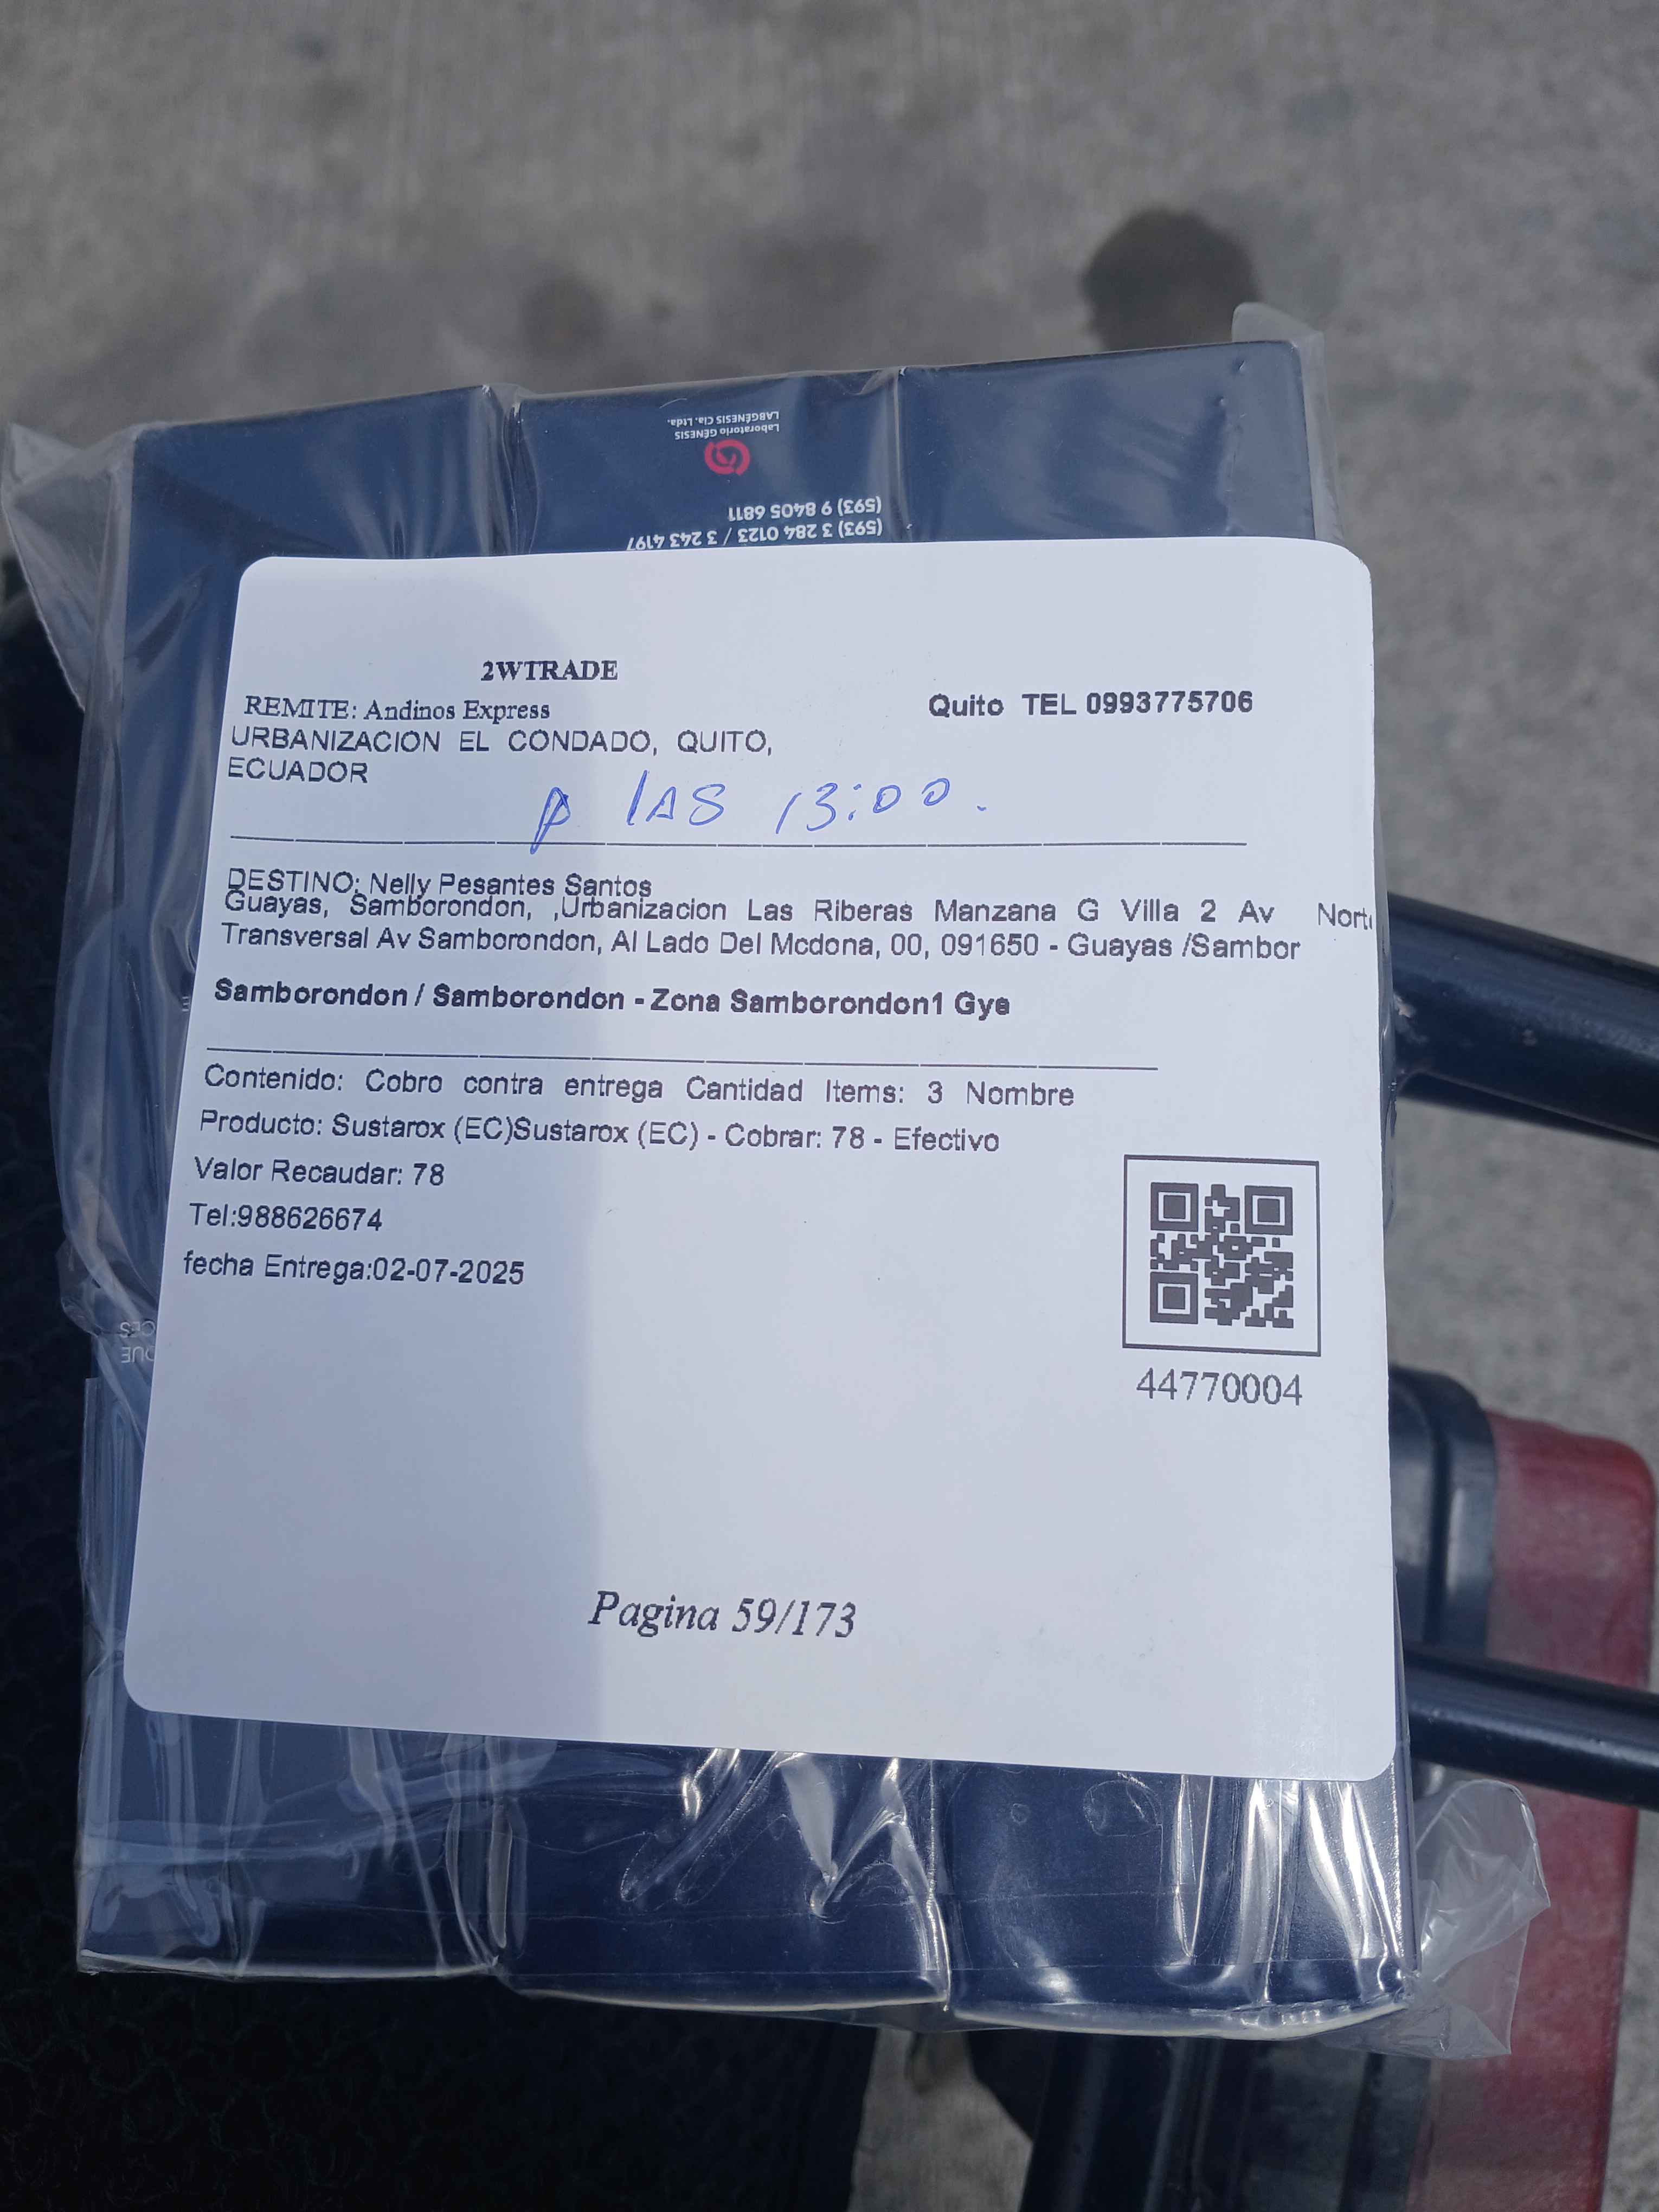 Laboratorio GÉNESIS
LABGÉNESIS Cía. Ltda.
(593) 3 284 0123 / 3 243 4197
(593) 9 8405 6811
2WTRADE
REMITE: Andinos Express
Quito TEL 0993775706
URBANIZACION EL CONDADO, QUITO,
ECUADOR
p lAS 13:00.
DESTINO: Nelly Pesantes Santos
Guayas, Samborondon, ,Urbanizacion Las Riberas Manzana G Villa 2 Av Nort
Transversal Av Samborondon, Al Lado Del Mcdona, 00, 091650 - Guayas /Sambor
Samborondon / Samborondon - Zona Samborondon1 Gye
Contenido: Cobro contra entrega Cantidad Items: 3 Nombre
Producto: Sustarox (EC)Sustarox (EC) - Cobrar: 78 - Efectivo
Valor Recaudar: 78
Tel:988626674
fecha Entrega:02-07-2025
44770004
Pagina 59/173